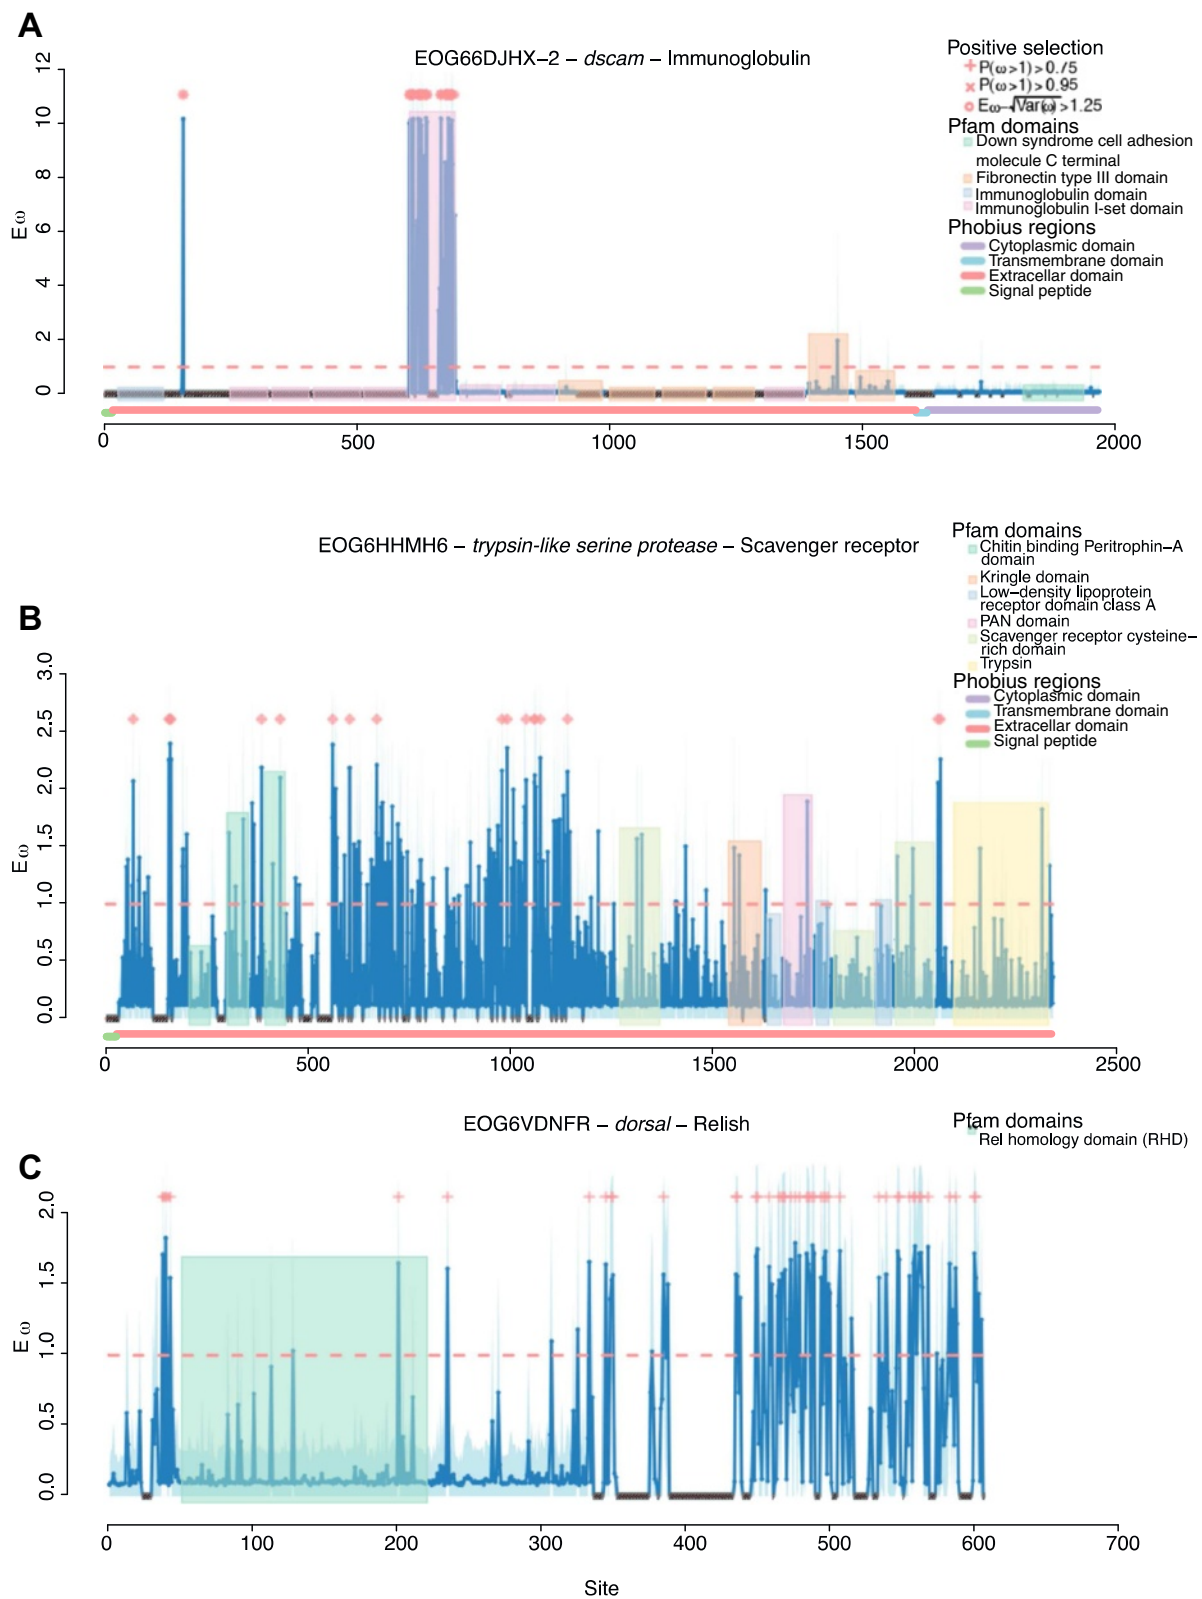 A
EOG66DJHX−2 − dscam − Immunoglobulin
Positive selection
P(ω>1)>0.75
P(ω>1)>0.95
Eω−√Var(ω)>1.25
Pfam domains
Down syndrome cell adhesion
molecule C terminal
Fibronectin type III domain
Immunoglobulin domain
Immunoglobulin I-set domain
Phobius regions
Cytoplasmic domain
Transmembrane domain
Extracellar domain
Signal peptide
Eω
12
10
8
6
4
2
0
0 500 1000 1500 2000
EOG6HHMH6 − trypsin-like serine protease − Scavenger receptor
Pfam domains
Chitin binding Peritrophin−A
domain
Kringle domain
Low−density lipoprotein
receptor domain class A
PAN domain
Scavenger receptor cysteine−
rich domain
Trypsin
Phobius regions
Cytoplasmic domain
Transmembrane domain
Extracellar domain
Signal peptide
B
Eω
3.0
2.5
2.0
1.5
1.0
0.5
0.0
0 500 1000 1500 2000 2500
EOG6VDNFR − dorsal − Relish
Pfam domains
Rel homology domain (RHD)
C
Eω
2.0
1.5
1.0
0.5
0.0
0 100 200 300 400 500 600 700
Site